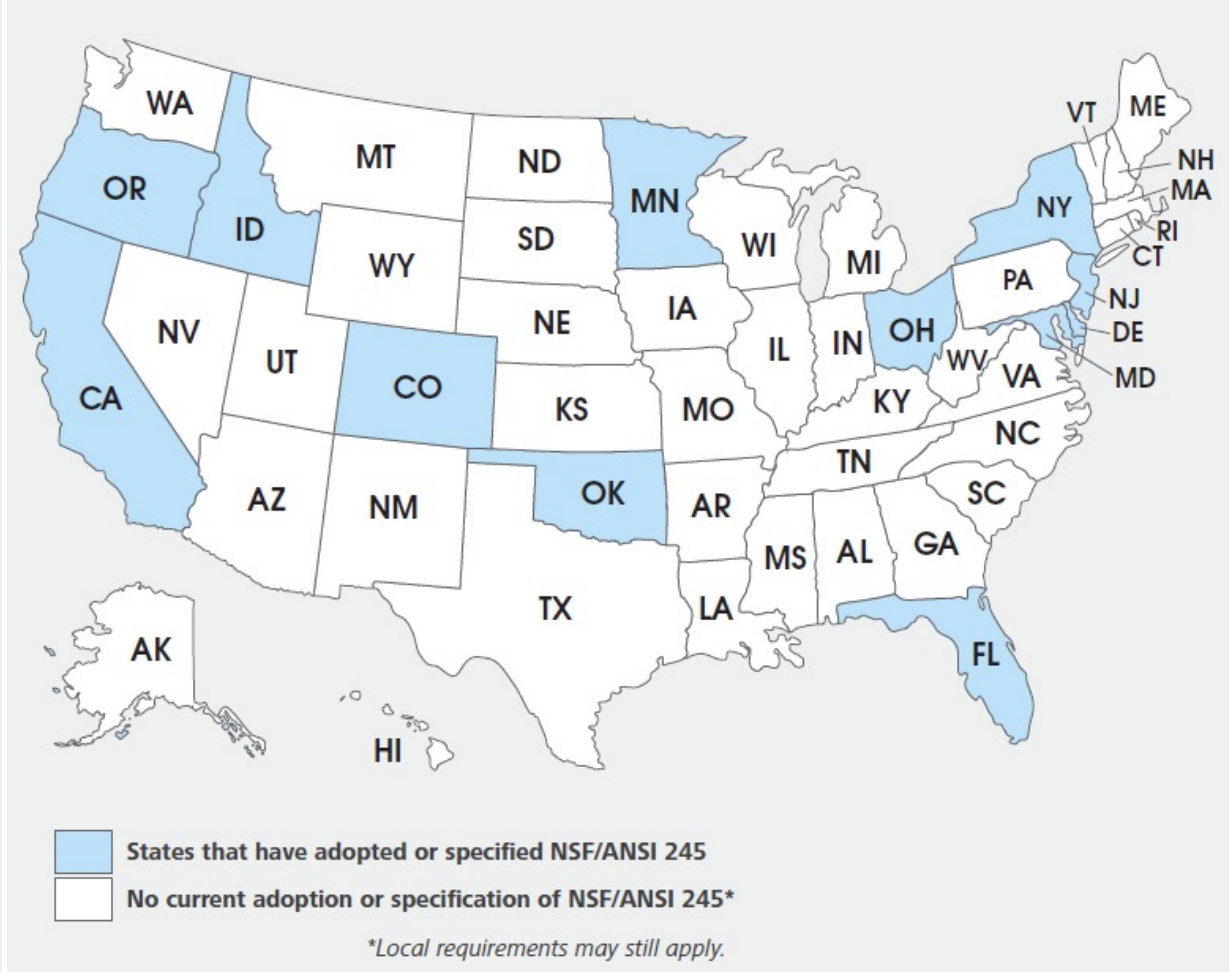 WA
MT
ND
MN
OR
ID
SD
WI
MI
WY
NE
IA
NV
UT
CO
KS
MO
IL
IN
OH
PA
NY
VT
ME
NH
MA
RI
CT
NJ
DE
MD
WV
VA
KY
CA
AZ
NM
OK
AR
TN
NC
SC
MS
AL
GA
TX
LA
FL
AK
HI
States that have adopted or specified NSF/ANSI 245
No current adoption or specification of NSF/ANSI 245*
*Local requirements may still apply.